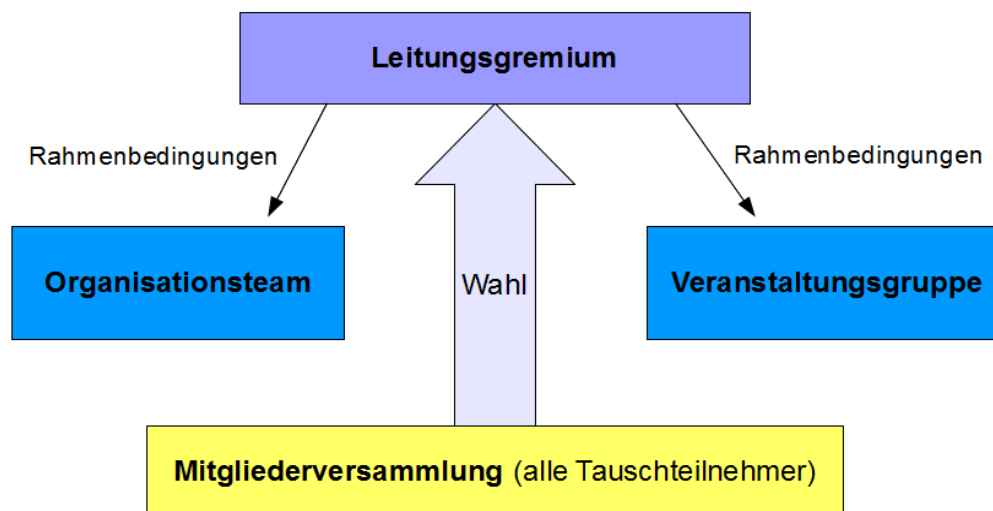 Leitungsgremium
Rahmenbedingungen
Rahmenbedingungen
Organisationsteam
Wahl
Veranstaltungsgruppe
Mitgliederversammlung (alle Tauschteilnehmer)